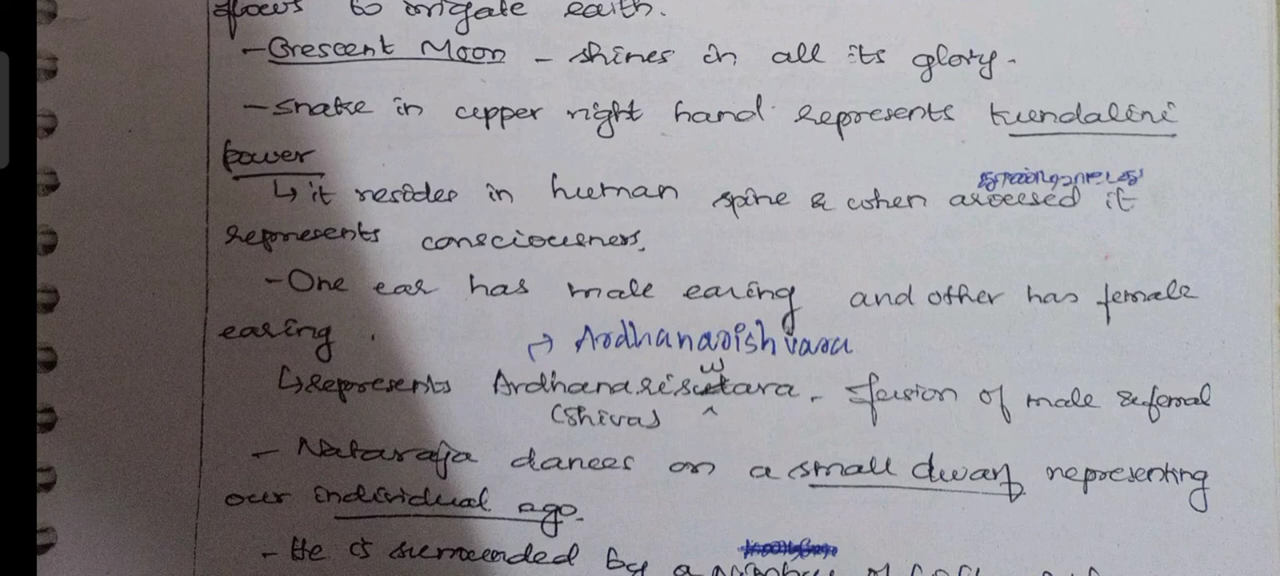 flows to irrigate earth.
- Crescent Moon - shines in all its glory.
- Snake in upper right hand represents kundalini
power
↳ it resides in human spine & when aroused it
represents consciousness.
- One ear has male earing and other has female
earing.
→ Ardhanarishvara
↳ Represents Ardhanariswara - fusion of male & femal
(Shiva)
- Nataraja dances on a small dwarf representing
our individual ago.
- He is surrounded by a